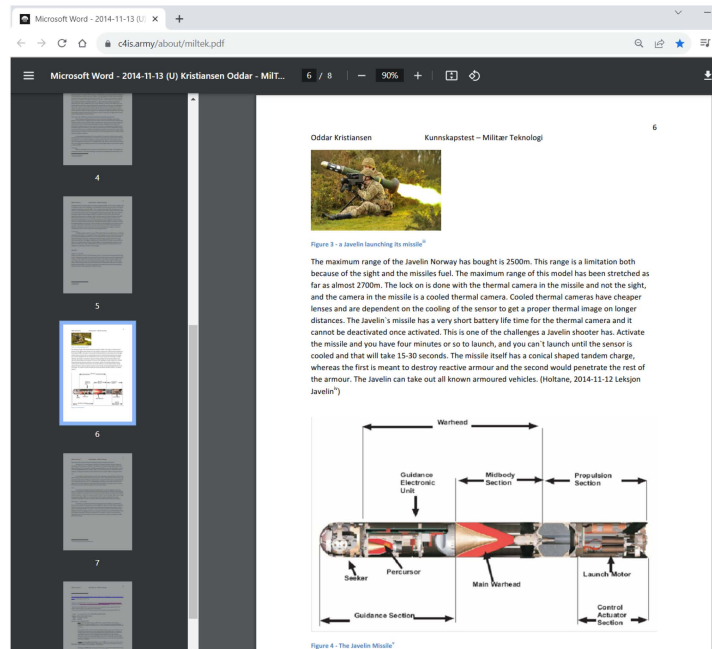 Microsoft Word - 2014-11-13 (U)
c4is.army/about/miltek.pdf
Microsoft Word - 2014-11-13 (U) Kristiansen Oddar - MilT...
6 / 8
90%
4
5
6
7
6
Oddar Kristiansen Kunnskapstest – Militær Teknologi
Figure 3 - a Javelin launching its missile
The maximum range of the Javelin Norway has bought is 2500m. This range is a limitation both
because of the sight and the missiles fuel. The maximum range of this model has been stretched as
far as almost 2700m. The lock on is done with the thermal camera in the missile and not the sight,
and the camera in the missile is a cooled thermal camera. Cooled thermal cameras have cheaper
lenses and are dependent on the cooling of the sensor to get a proper thermal image on longer
distances. The Javelin`s missile has a very short battery life time for the thermal camera and it
cannot be deactivated once activated. This is one of the challenges a Javelin shooter has. Activate
the missile and you have four minutes or so to launch, and you can`t launch until the sensor is
cooled and that will take 15-30 seconds. The missile itself has a conical shaped tandem charge,
whereas the first is meant to destroy reactive armour and the second would penetrate the rest of
the armour. The Javelin can take out all known armoured vehicles. (Holtane, 2014-11-12 Leksjon
Javelin)
Warhead
Guidance
Electronic
Unit
Midbody
Section
Propulsion
Section
Seeker
Percursor
Main Warhead
Launch Motor
Guidance Section
Control
Actuator
Section
Figure 4 - The Javelin Missile